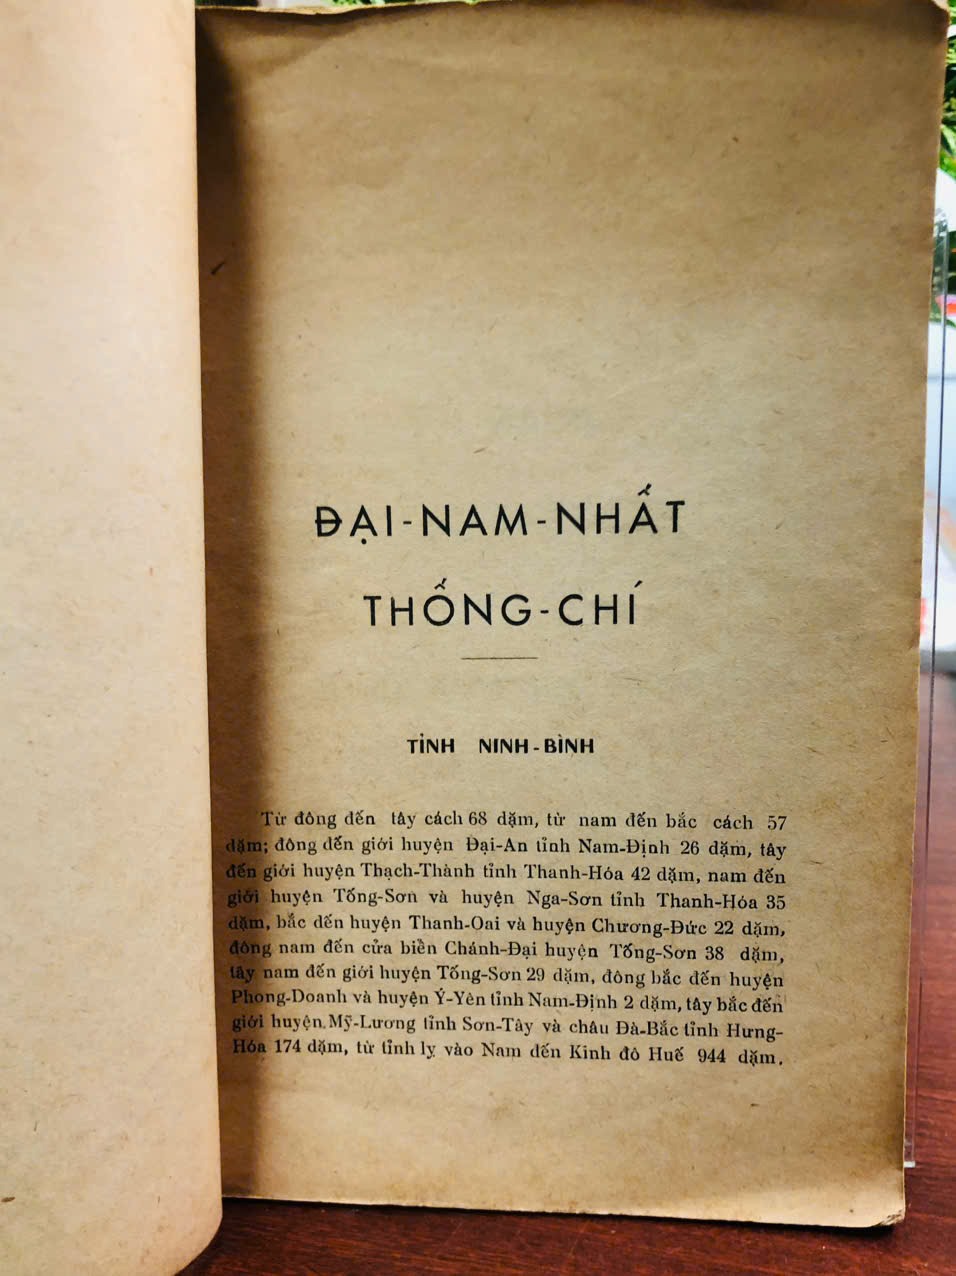 ĐẠI-NAM-NHẤT
THỐNG-CHÍ
TỈNH NINH-BÌNH
Từ đông đến tây cách 68 dặm, từ nam đến bắc cách 57
dặm; đông đến giới huyện Đại-An tỉnh Nam-Định 26 dặm, tây
đến giới huyện Thạch-Thành tỉnh Thanh-Hóa 42 dặm, nam đến
giới huyện Tống-Sơn và huyện Nga-Sơn tỉnh Thanh-Hóa 35
dặm, bắc đến huyện Thanh-Oai và huyện Chương-Đức 22 dặm,
đông nam đến cửa biển Chánh-Đại huyện Tống-Sơn 38 dặm,
tây nam đến giới huyện Tống-Sơn 29 dặm, đông bắc đến huyện
Phong-Doanh và huyện Ý-Yên tỉnh Nam-Định 2 dặm, tây bắc đến
giới huyện Mỹ-Lương tỉnh Sơn-Tây và châu Đà-Bắc tỉnh Hưng-
Hóa 174 dặm, từ tỉnh lỵ vào Nam đến Kinh đô Huế 944 dặm.